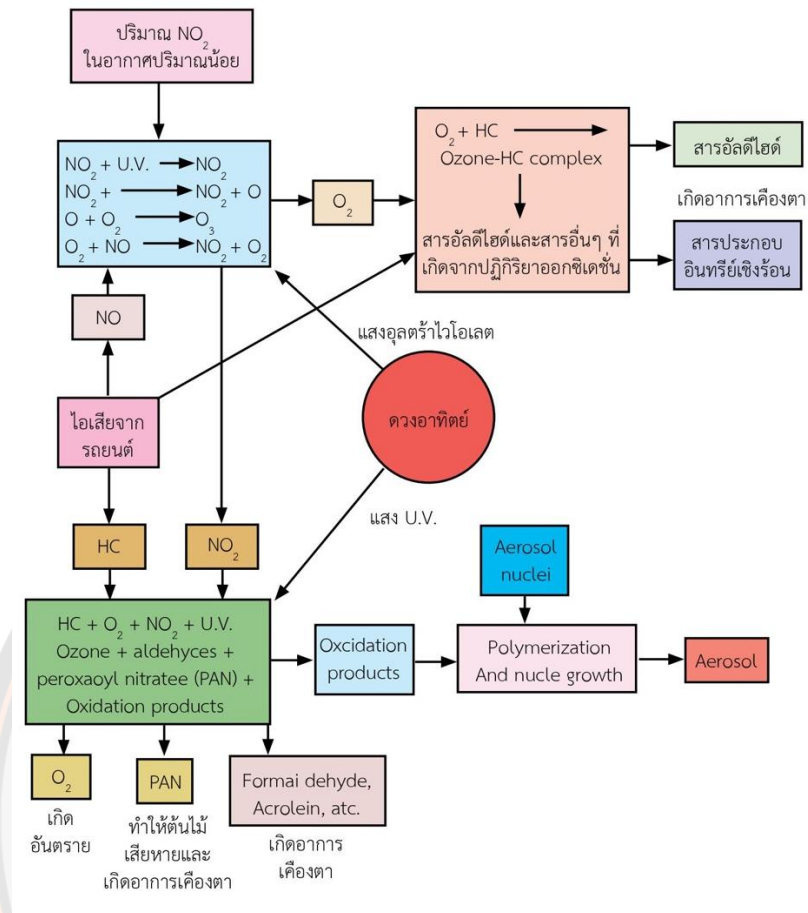 ปริมาณ NO₂
ในอากาศปริมาณน้อย
NO₂ + U.V. ⟶ NO₂
NO₂ + ⟶ NO₂ + O
O + O₂ ⟶ O₃
O₂ + NO ⟶ NO₂ + O₂
O₂
O₂ + HC ⟶
Ozone-HC complex
สารอัลดีไฮด์และสารอื่นๆ ที่
เกิดจากปฏิกิริยาออกซิเดชั่น
สารอัลดีไฮด์
เกิดอาการเคืองตา
สารประกอบ
อินทรีย์เชิงร้อน
NO
แสงอุลตร้าไวโอเลต
ไอเสียจาก
รถยนต์
ดวงอาทิตย์
แสง U.V.
HC
NO₂
Aerosol
nuclei
HC + O₂ + NO₂ + U.V.
Ozone + aldehyces +
peroxaoyl nitratee (PAN) +
Oxidation products
Oxcidation
products
Polymerization
And nucle growth
Aerosol
O₂
เกิด
อันตราย
PAN
ทำให้ต้นไม้
เสียหายและ
เกิดอาการเคืองตา
Formai dehyde,
Acrolein, atc.
เกิดอาการ
เคืองตา